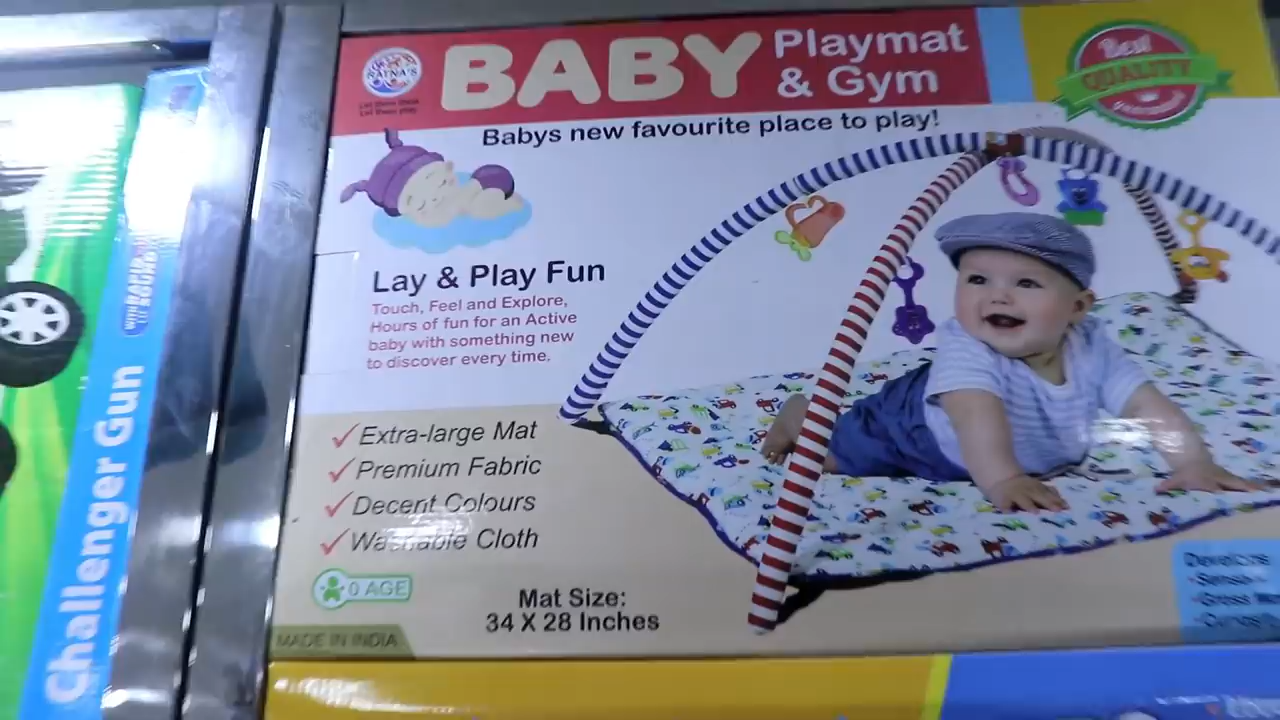 RATNA'S
BABY
Playmat
& Gym
Best
QUALITY
Babys new favourite place to play!
Lay & Play Fun
Touch, Feel and Explore,
Hours of fun for an Active
baby with something new
to discover every time.
✓Extra-large Mat
✓Premium Fabric
✓Decent Colours
✓Washable Cloth
0 AGE
Mat Size:
34 X 28 Inches
MADE IN INDIA
Develops
Challenger Gun